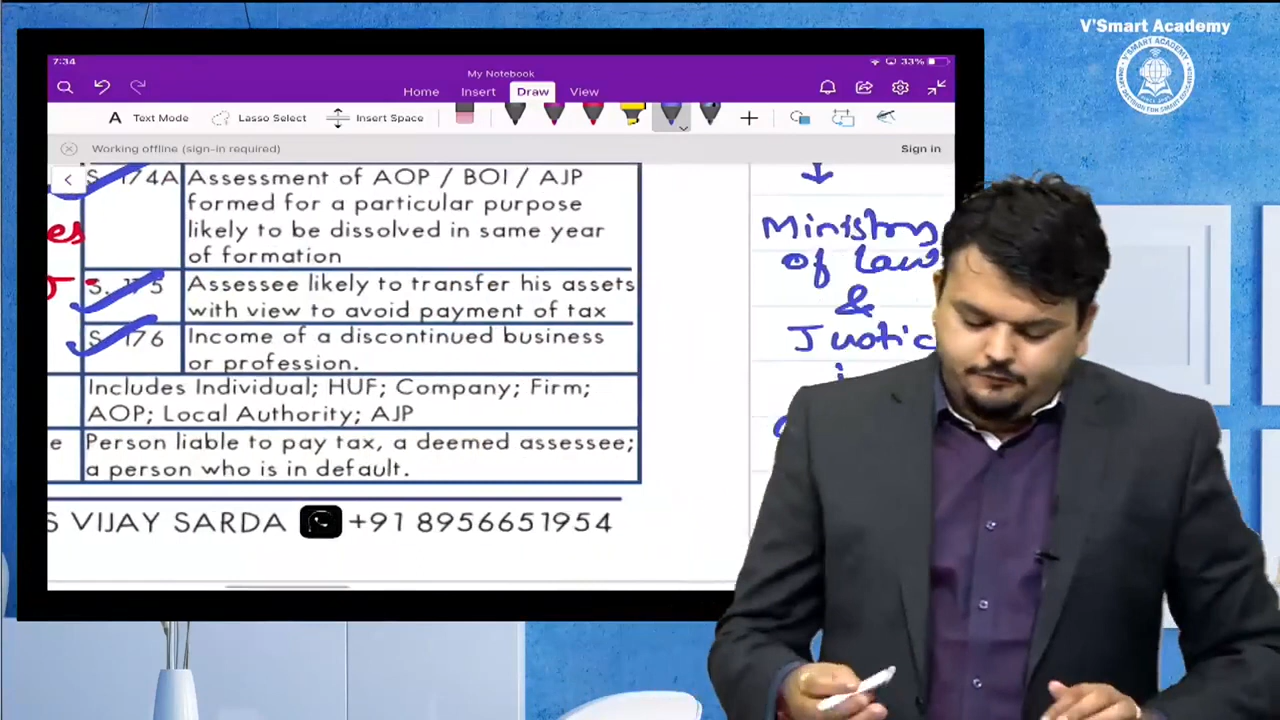 V'Smart Academy
7:34
33%
My Notebook
Home Insert Draw View
Text Mode
Lasso Select
Insert Space
Working offline (sign-in required)
Sign in
S. 174A Assessment of AOP / BOI / AJP
formed for a particular purpose
likely to be dissolved in same year
of formation
es
S. 175 Assessee likely to transfer his assets
with view to avoid payment of tax
S. 176 Income of a discontinued business
or profession.
Includes Individual; HUF; Company; Firm;
AOP; Local Authority; AJP
e Person liable to pay tax, a deemed assessee;
a person who is in default.
S VIJAY SARDA +91 8956651954
Ministry
of Law
&
Justic